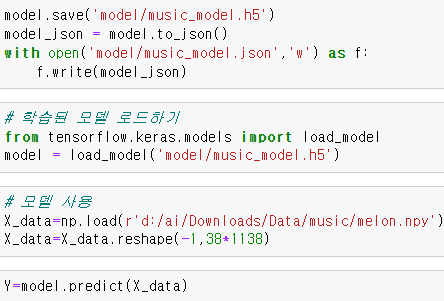 model.save('model/music_model.h5')
model_json = model.to_json()
with open('model/music_model.json','w') as f:
    f.write(model_json)
# 학습된 모델 로드하기
from tensorflow.keras.models import load_model
model = load_model('model/music_model.h5')
# 모델 사용
X_data=np.load(r'd:/ai/Downloads/Data/music/melon.npy')
X_data=X_data.reshape(-1,38*1138)
Y=model.predict(X_data)